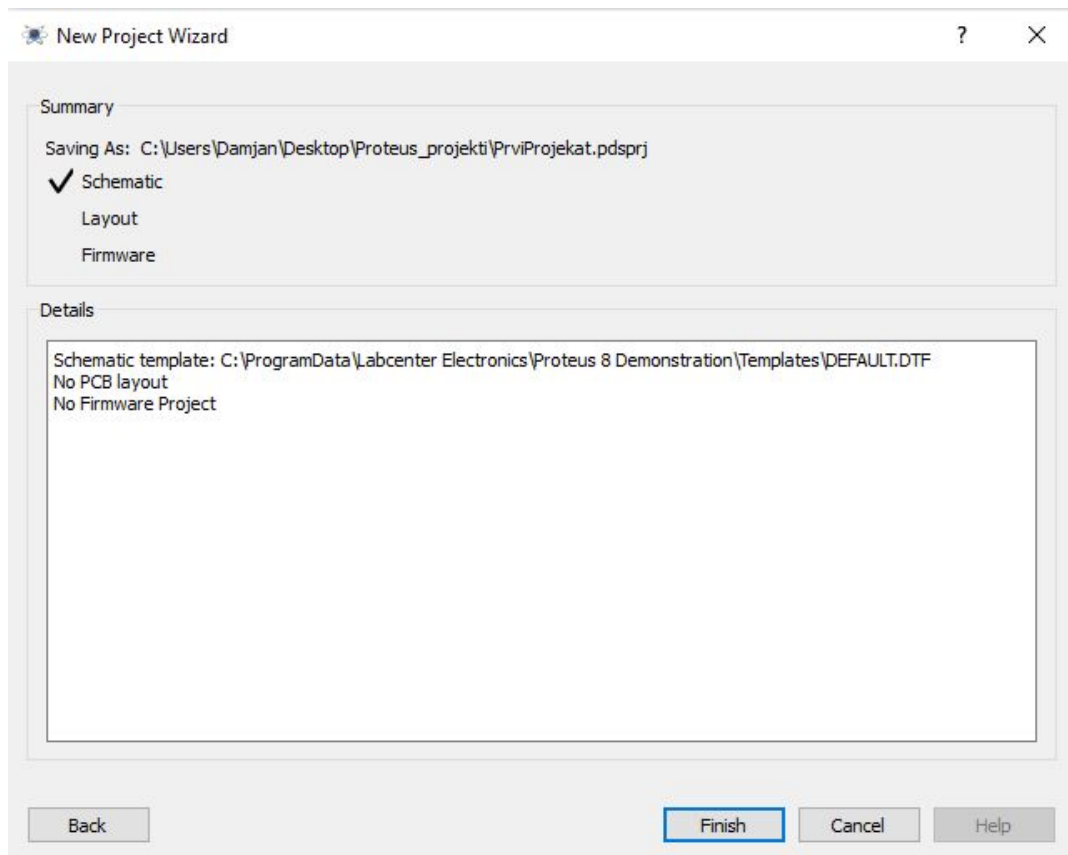 New Project Wizard
?
Summary
Saving As: C:\Users\Damjan\Desktop\Proteus_projekti\PrviProjekat.pdsprj
Schematic
Layout
Firmware
Details
Schematic template: C:\ProgramData\Labcenter Electronics\Proteus 8 Demonstration\Templates\DEFAULT.DTF
No PCB layout
No Firmware Project
Back Finish Cancel Help